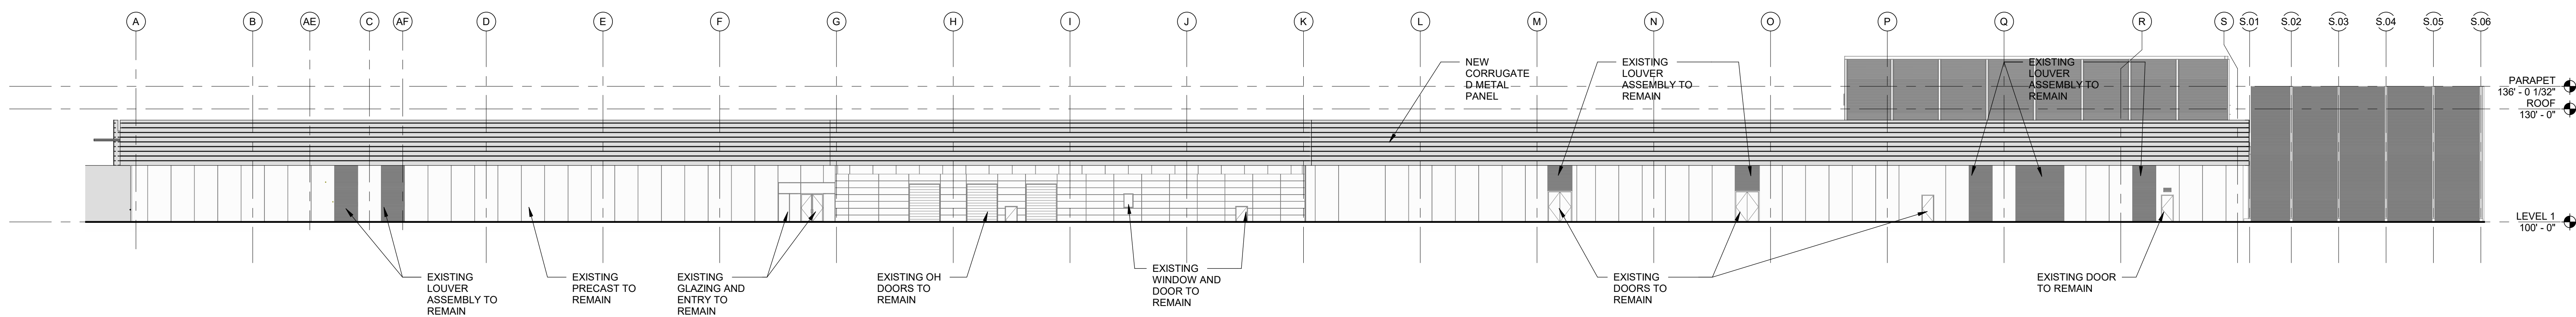 A B AE C AF D E F G H I J K L M N O P Q R S S.01 S.02 S.03 S.04 S.05 S.06
NEW
CORRUGATE
D METAL
PANEL
EXISTING
LOUVER
ASSEMBLY TO
REMAIN
EXISTING
LOUVER
ASSEMBLY TO
REMAIN
PARAPET
136' - 0 1/32"
ROOF
130' - 0"
LEVEL 1
100' - 0"
EXISTING
LOUVER
ASSEMBLY TO
REMAIN
EXISTING
PRECAST TO
REMAIN
EXISTING
GLAZING AND
ENTRY TO
REMAIN
EXISTING OH
DOORS TO
REMAIN
EXISTING
WINDOW AND
DOOR TO
REMAIN
EXISTING
DOORS TO
REMAIN
EXISTING DOOR
TO REMAIN